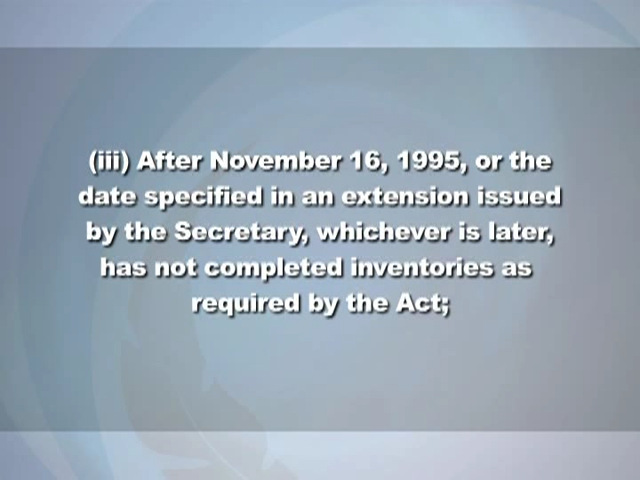 (iii) After November 16, 1995, or the
date specified in an extension issued
by the Secretary, whichever is later,
has not completed inventories as
required by the Act;